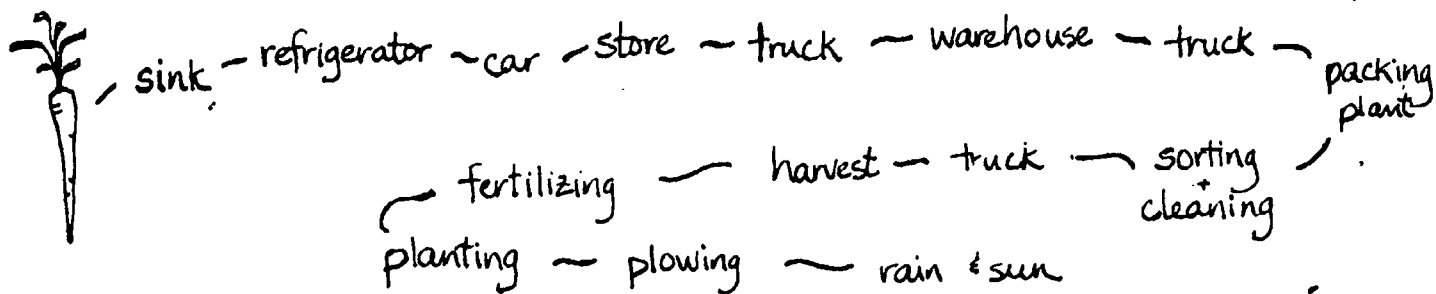 sink - refrigerator ~ car - store ~ truck ~ warehouse ~ truck ~ packing plant
fertilizing — harvest — truck — sorting + cleaning
planting ~ plowing ~ rain & sun